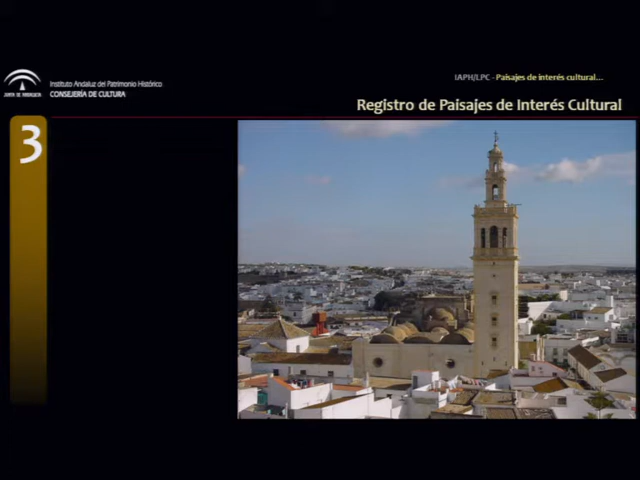 JUNTA DE ANDALUCIA
Instituto Andaluz del Patrimonio Histórico
CONSEJERÍA DE CULTURA
IAPH/LPC - Paisajes de interés cultural...
Registro de Paisajes de Interés Cultural
3